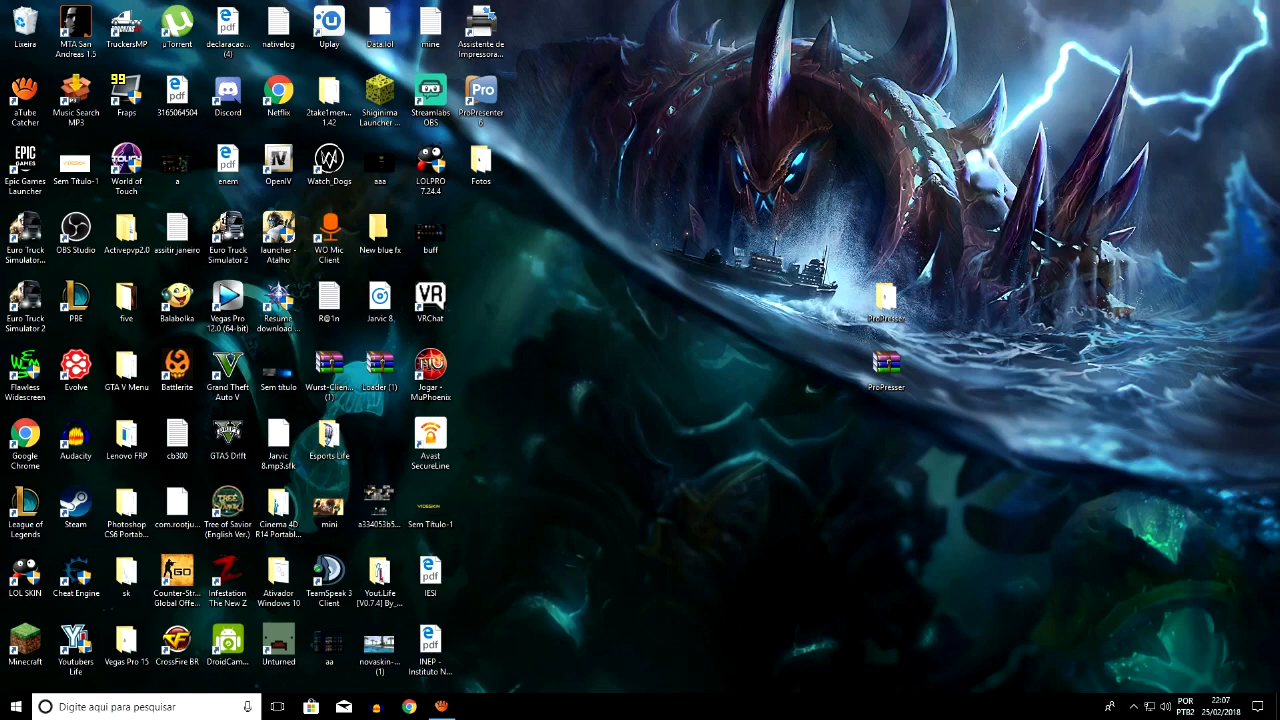 Lixeira
MTA San
Andreas 1.5
TruckersMP
µTorrent
declaracao...
(4)
nativelog
Uplay
Data.lol
mine
Assistente de
Impressora...
aTube
Catcher
Music Search
MP3
99
Fraps
3165064504
Discord
Netflix
2take1men...
1.42
Shiginima
Launcher ...
Streamlabs
OBS
Pro
ProPresenter
6
EPIC
GAMES
Epic Games
Launcher
Sem Título-1
World of
Touch
a
enem
IV
OpenIV
Watch_Dogs
aaa
LOLPRO
7.24.4
Fotos
Euro Truck
Simulator...
OBS Studio
Activepvp2.0
assitir janeiro
Euro Truck
Simulator 2
launcher -
Atalho
WO Mic
Client
New blue fx
buff
Euro Truck
Simulator 2
PBE
five
Balabolka
Vegas Pro
12.0 (64-bit)
Resume
download ...
R@1n
Jarvic 8
VR
VRChat
ProPresser
Flawless
Widescreen
Evolve
GTA V Menu
Battlerite
Grand Theft
Auto V
Sem título
Wurst-Clien...
(1)
Loader (1)
Jogar -
MuPhoenix
ProPresser
Google
Chrome
Audacity
Lenovo FRP
cb300
GTA5 Drift
Jarvic
8.mp3.sfk
Esports Life
Avast
SecureLine
League of
Legends
Steam
Photoshop
CS6 Portab...
com.rootju...
Tree of Savior
(English Ver.)
Cinema 4D
R14 Portabl...
mini
a334053b5...
VIDESKIN
Sem Título-1
LOL SKIN
Cheat Engine
sk
GO
Counter-Str...
Global Offe...
Infestation
The New Z
Ativador
Windows 10
TeamSpeak 3
Client
Yout.Life
[V0.7.4] By_...
pdf
IESI
Minecraft
Youtubers
Life
Vegas Pro 15
CrossFire BR
DroidCam...
Unturned
aa
novaskin-...
(1)
pdf
INEP -
Instituto N...
Digite aqui para pesquisar
POR
PTB2
22:07
25/02/2018